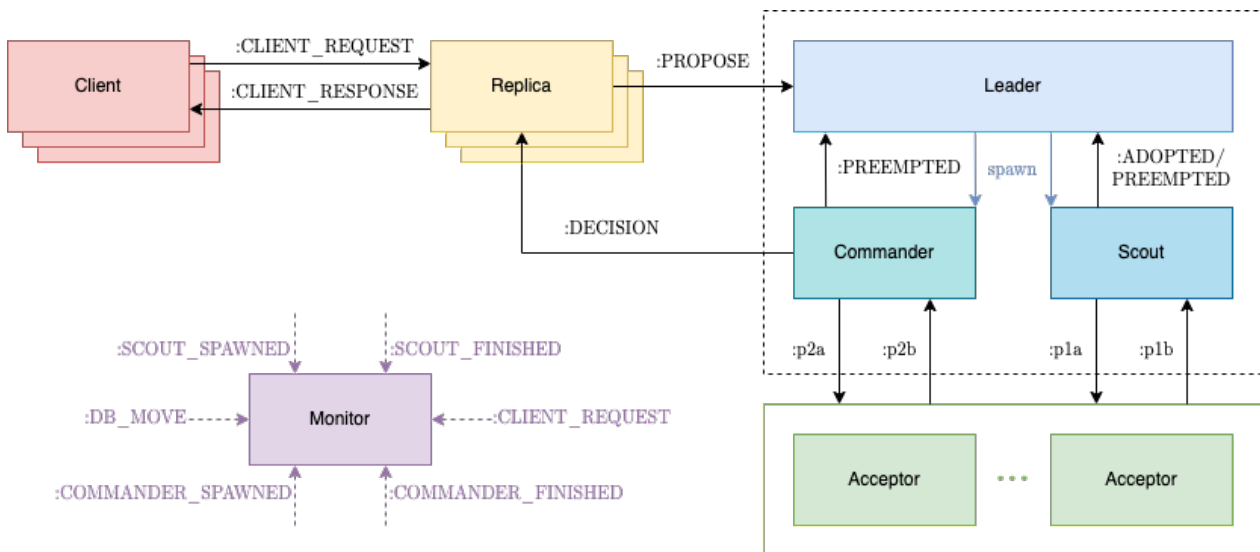 :CLIENT_REQUEST
:PROPOSE
Client
Replica
Leader
:CLIENT_RESPONSE
:PREEMPTED
spawn
:ADOPTED/
PREEMPTED
:DECISION
Commander
Scout
:SCOUT_SPAWNED
:SCOUT_FINISHED
:p2a
:p2b
:p1a
:p1b
:DB_MOVE
Monitor
:CLIENT_REQUEST
:COMMANDER_SPAWNED
:COMMANDER_FINISHED
Acceptor
...
Acceptor